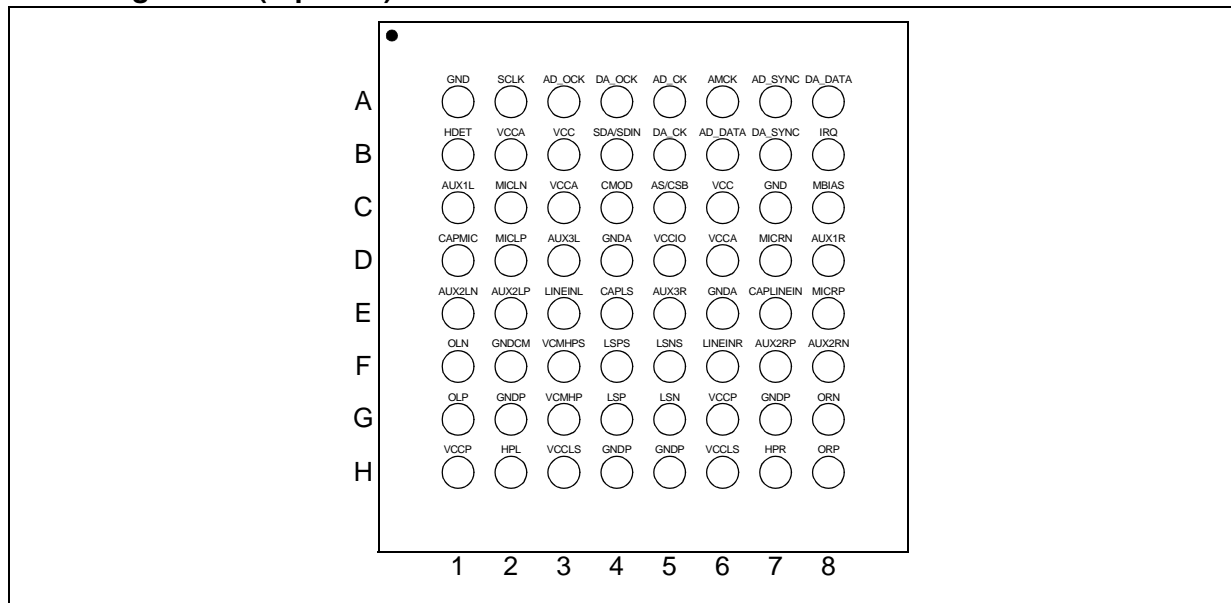 GND SCLK AD_OCK DA_OCK AD_CK AMCK AD_SYNC DA_DATA
A
HDET VCCA VCC SDA/SDIN DA_CK AD_DATA DA_SYNC IRQ
B
AUX1L MICLN VCCA CMOD AS/CSB VCC GND MBIAS
C
CAPMIC MICLP AUX3L GNDA VCCIO VCCA MICRN AUX1R
D
AUX2LN AUX2LP LINEINL CAPLS AUX3R GNDA CAPLINEIN MICRP
E
OLN GNDCM VCMHPS LSPS LSNS LINEINR AUX2RP AUX2RN
F
OLP GNDP VCMHP LSP LSN VCCP GNDP ORN
G
VCCP HPL VCCLS GNDP GNDP VCCLS HPR ORP
H
1 2 3 4 5 6 7 8